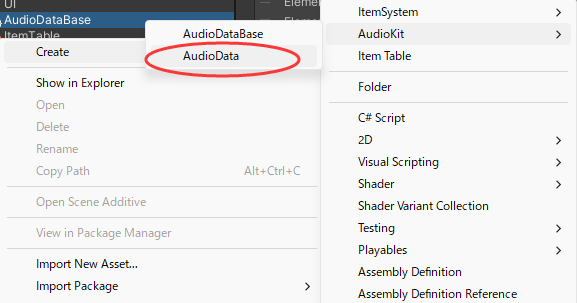 UI
AudioDataBase
ItemTable
Elemen
Eleme
Create
Show in Explorer
Open
Delete
Rename
Copy Path Alt+Ctrl+C
Open Scene Additive
View in Package Manager
Import New Asset...
Import Package
AudioDataBase
AudioData
ItemSystem
AudioKit
Item Table
Folder
C# Script
2D
Visual Scripting
Shader
Shader Variant Collection
Testing
Playables
Assembly Definition
Assembly Definition Reference